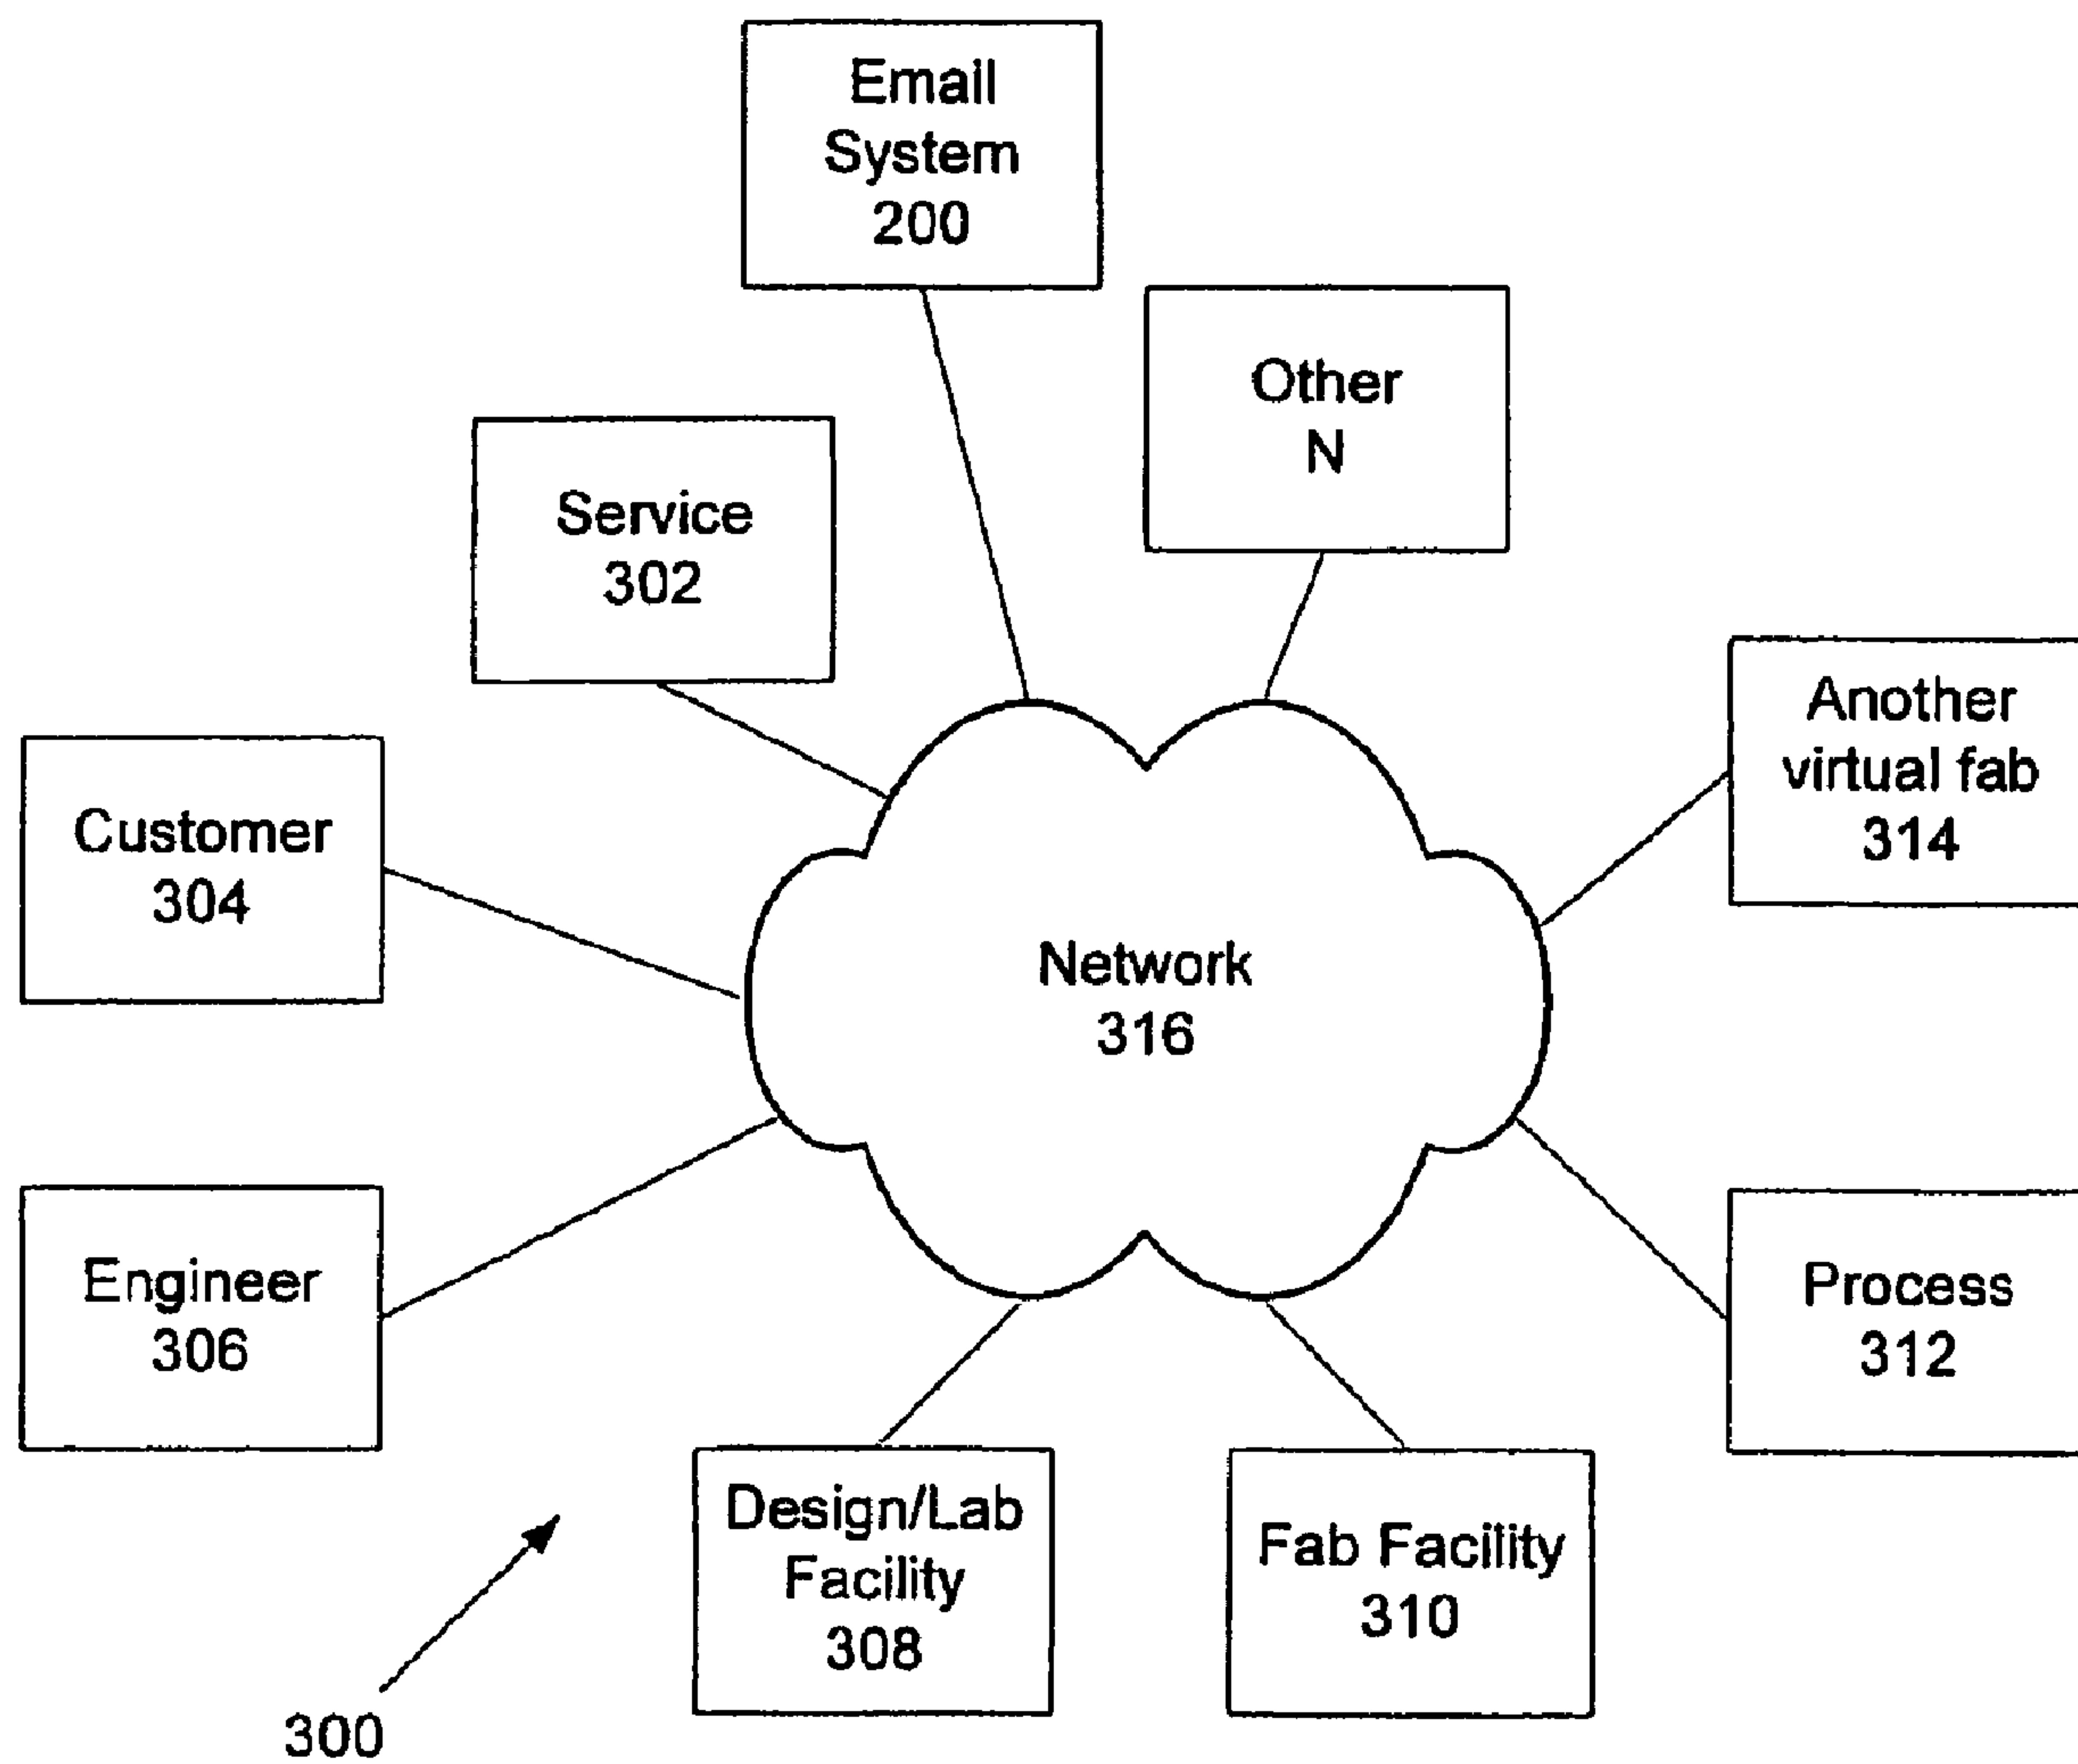 Email
System
200
Other
N
Service
302
Another
virtual fab
314
Customer
304
Network
316
Engineer
306
Process
312
Design/Lab
Facility
308
Fab Facility
310
300